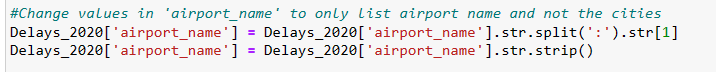 #Change values in 'airport_name' to only list airport name and not the cities
Delays_2020['airport_name'] = Delays_2020['airport_name'].str.split(':').str[1]
Delays_2020['airport_name'] = Delays_2020['airport_name'].str.strip()